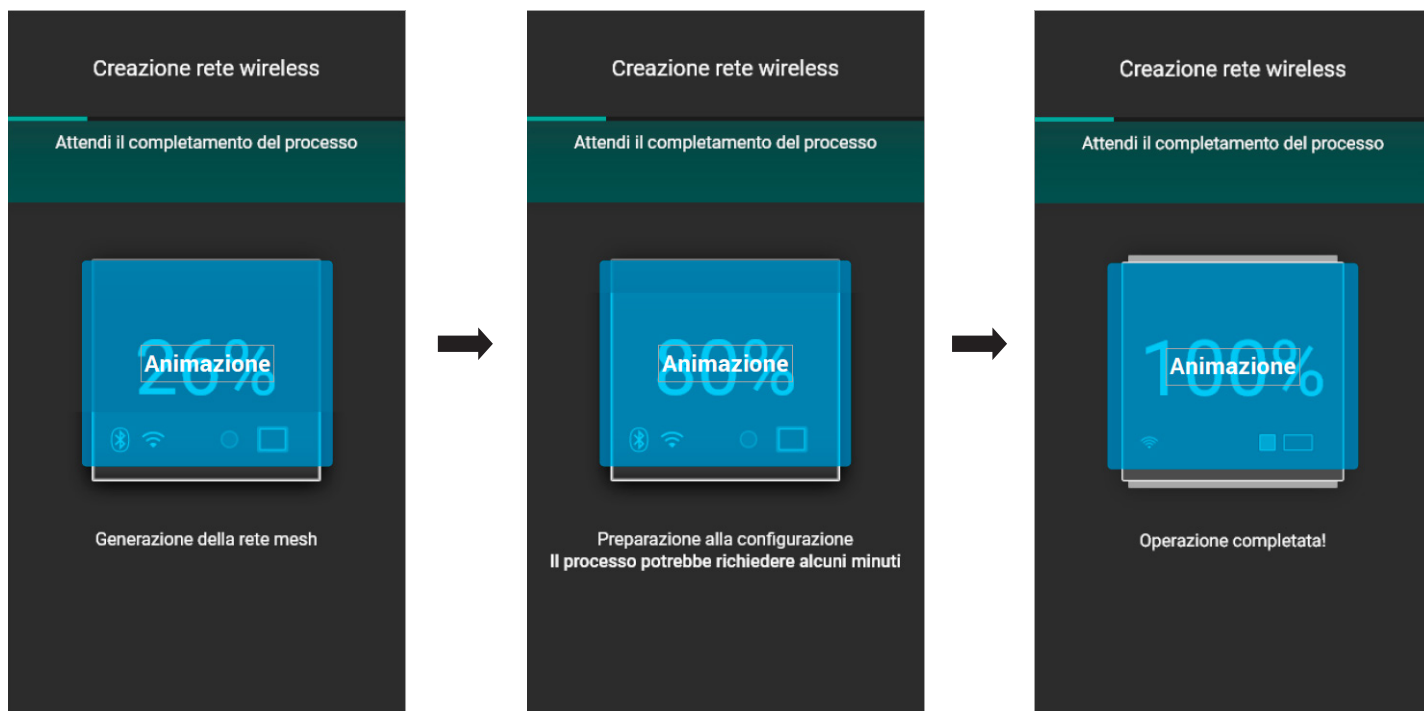 Creazione rete wireless
Attendi il completamento del processo
26%
Animazione
Generazione della rete mesh
Creazione rete wireless
Attendi il completamento del processo
80%
Animazione
Preparazione alla configurazione
Il processo potrebbe richiedere alcuni minuti
Creazione rete wireless
Attendi il completamento del processo
100%
Animazione
Operazione completata!